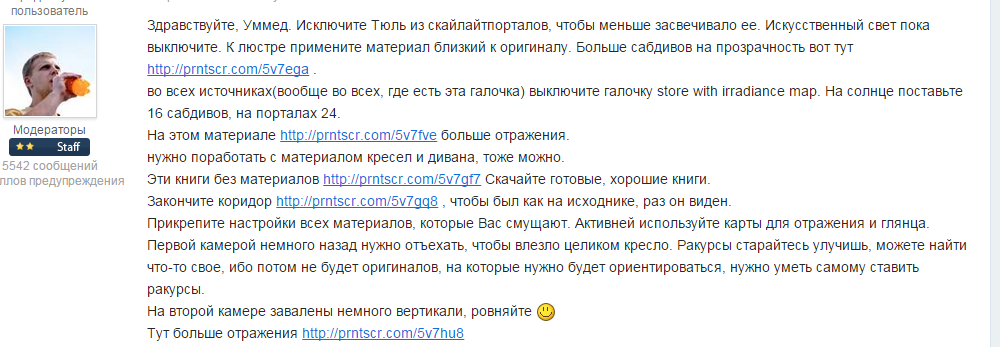 пользователь
Здравствуйте, Уммед. Исключите Тюль из скайлайтпорталов, чтобы меньше засвечивало ее. Искусственный свет пока
выключите. К люстре примените материал близкий к оригиналу. Больше сабдивов на прозрачность вот тут
http://prntscr.com/5v7ega .
во всех источниках(вообще во всех, где есть эта галочка) выключите галочку store with irradiance map. На солнце поставьте
16 сабдивов, на порталах 24.
На этом материале http://prntscr.com/5v7fve больше отражения.
нужно поработать с материалом кресел и дивана, тоже можно.
Эти книги без материалов http://prntscr.com/5v7gf7 Скачайте готовые, хорошие книги.
Закончите коридор http://prntscr.com/5v7gq8 , чтобы был как на исходнике, раз он виден.
Прикрепите настройки всех материалов, которые Вас смущают. Активней используйте карты для отражения и глянца.
Первой камерой немного назад нужно отъехать, чтобы влезло целиком кресло. Ракурсы старайтесь улучшишь, можете найти
что-то свое, ибо потом не будет оригиналов, на которые нужно будет ориентироваться, нужно уметь самому ставить
ракурсы.
На второй камере завалены немного вертикали, ровняйте
Тут больше отражения http://prntscr.com/5v7hu8
Модераторы
Staff
5542 сообщений
ллов предупреждения